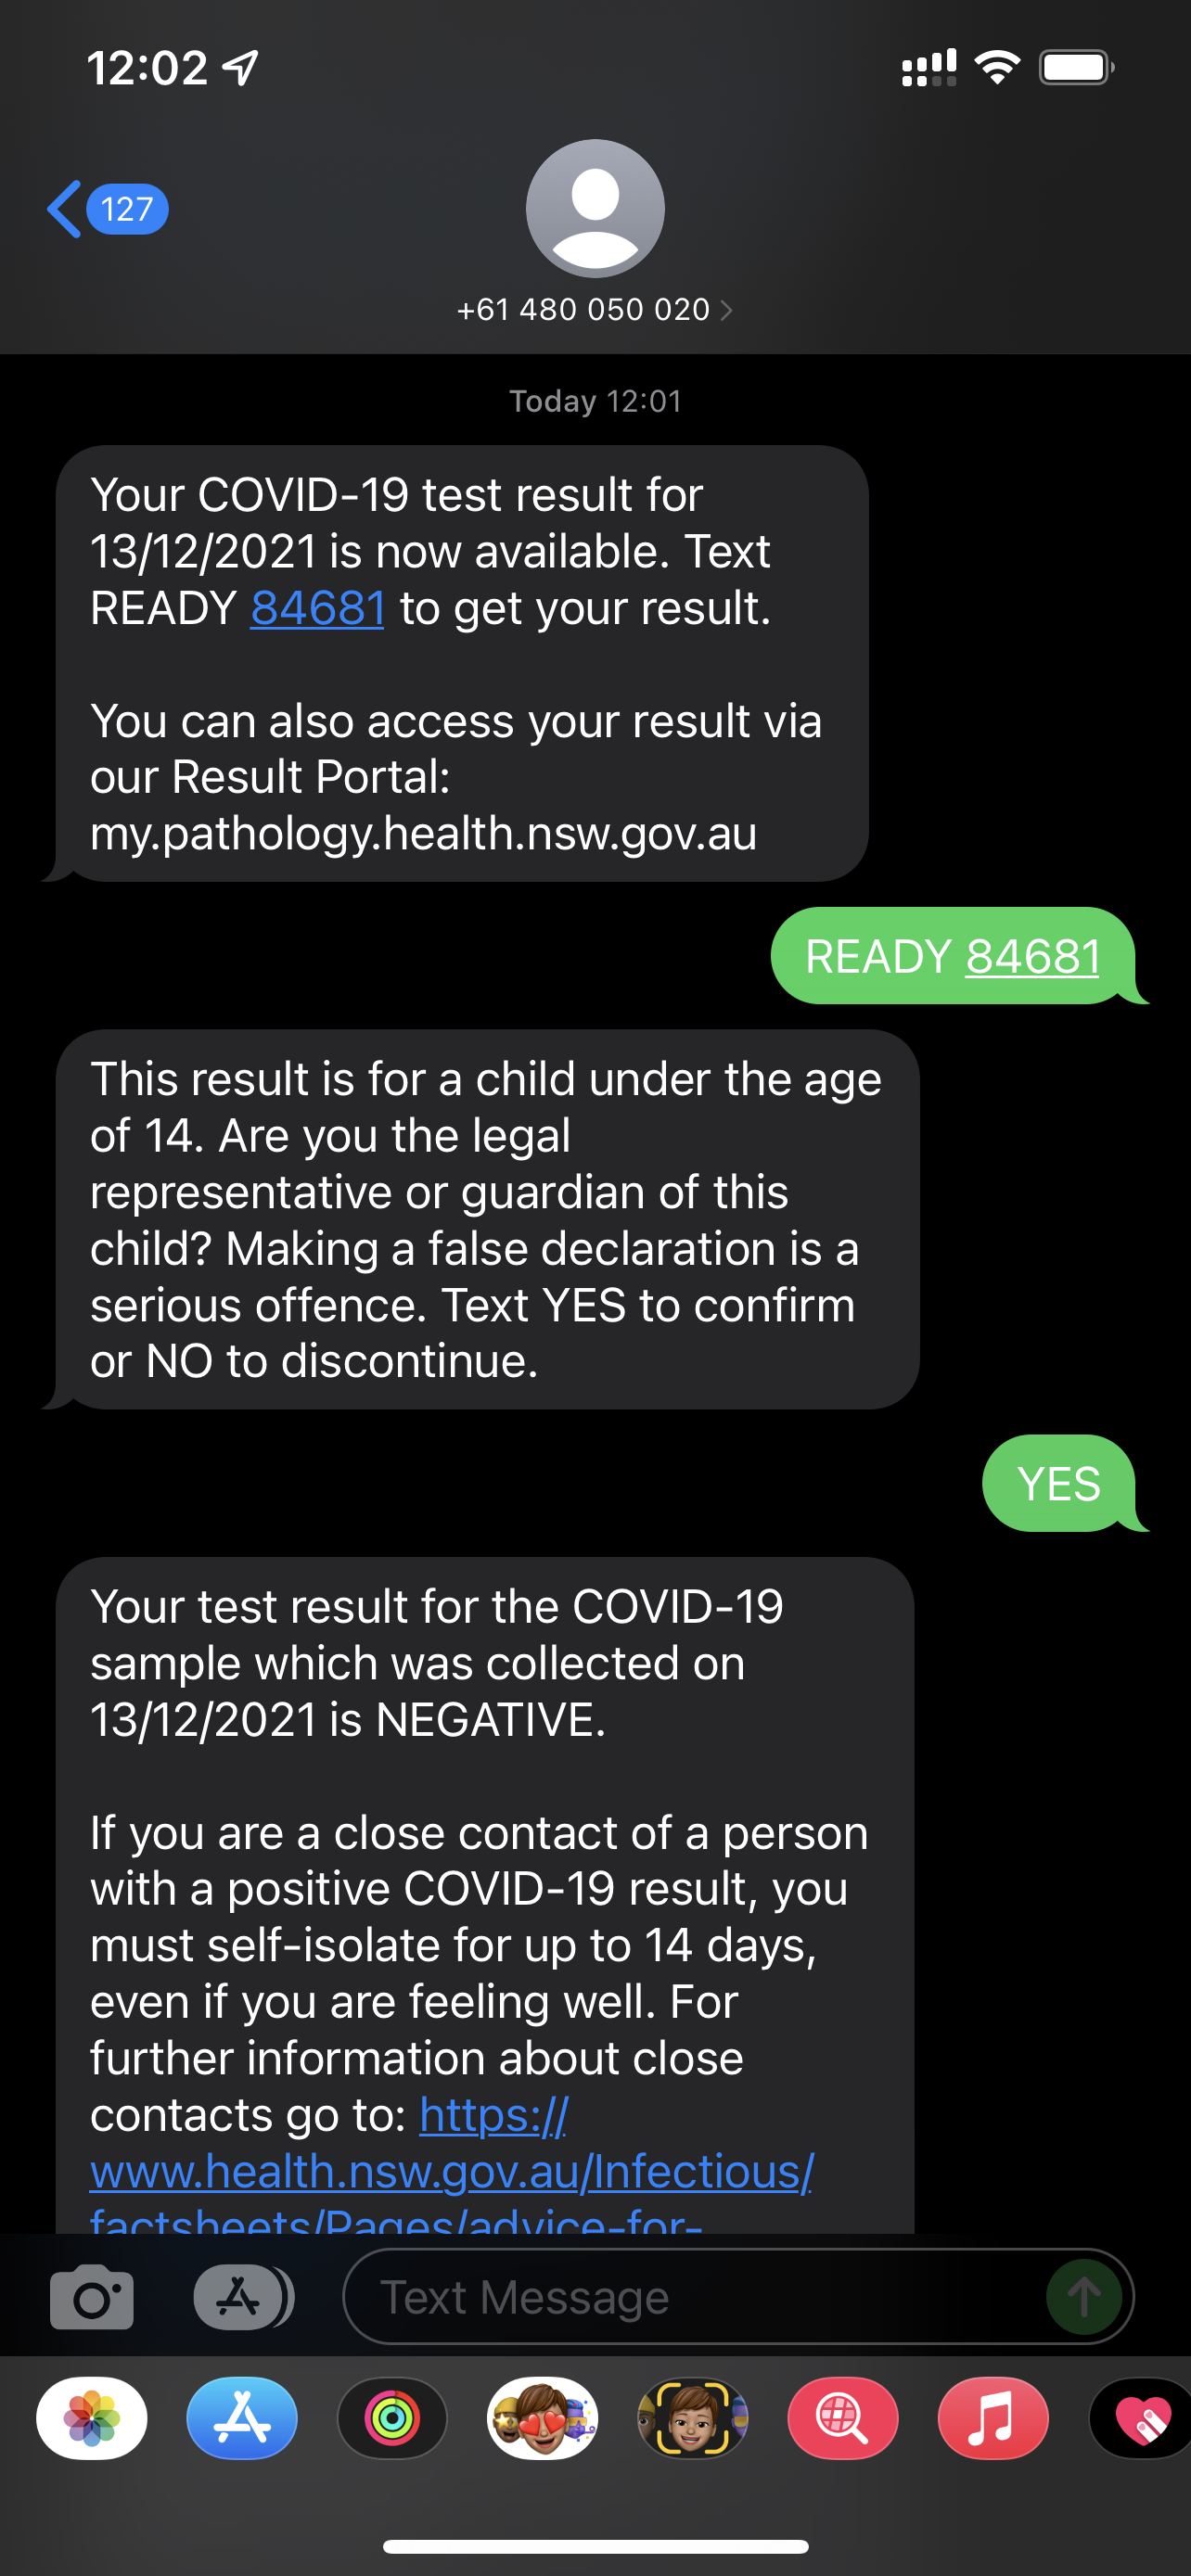 12:02
127
+61 480 050 020
Today 12:01
Your COVID-19 test result for
13/12/2021 is now available. Text
READY 84681 to get your result.
You can also access your result via
our Result Portal:
my.pathology.health.nsw.gov.au
READY 84681
This result is for a child under the age
of 14. Are you the legal
representative or guardian of this
child? Making a false declaration is a
serious offence. Text YES to confirm
or NO to discontinue.
YES
Your test result for the COVID-19
sample which was collected on
13/12/2021 is NEGATIVE.
If you are a close contact of a person
with a positive COVID-19 result, you
must self-isolate for up to 14 days,
even if you are feeling well. For
further information about close
contacts go to: https://
www.health.nsw.gov.au/Infectious/
factsheets/Pages/advice-for-
Text Message